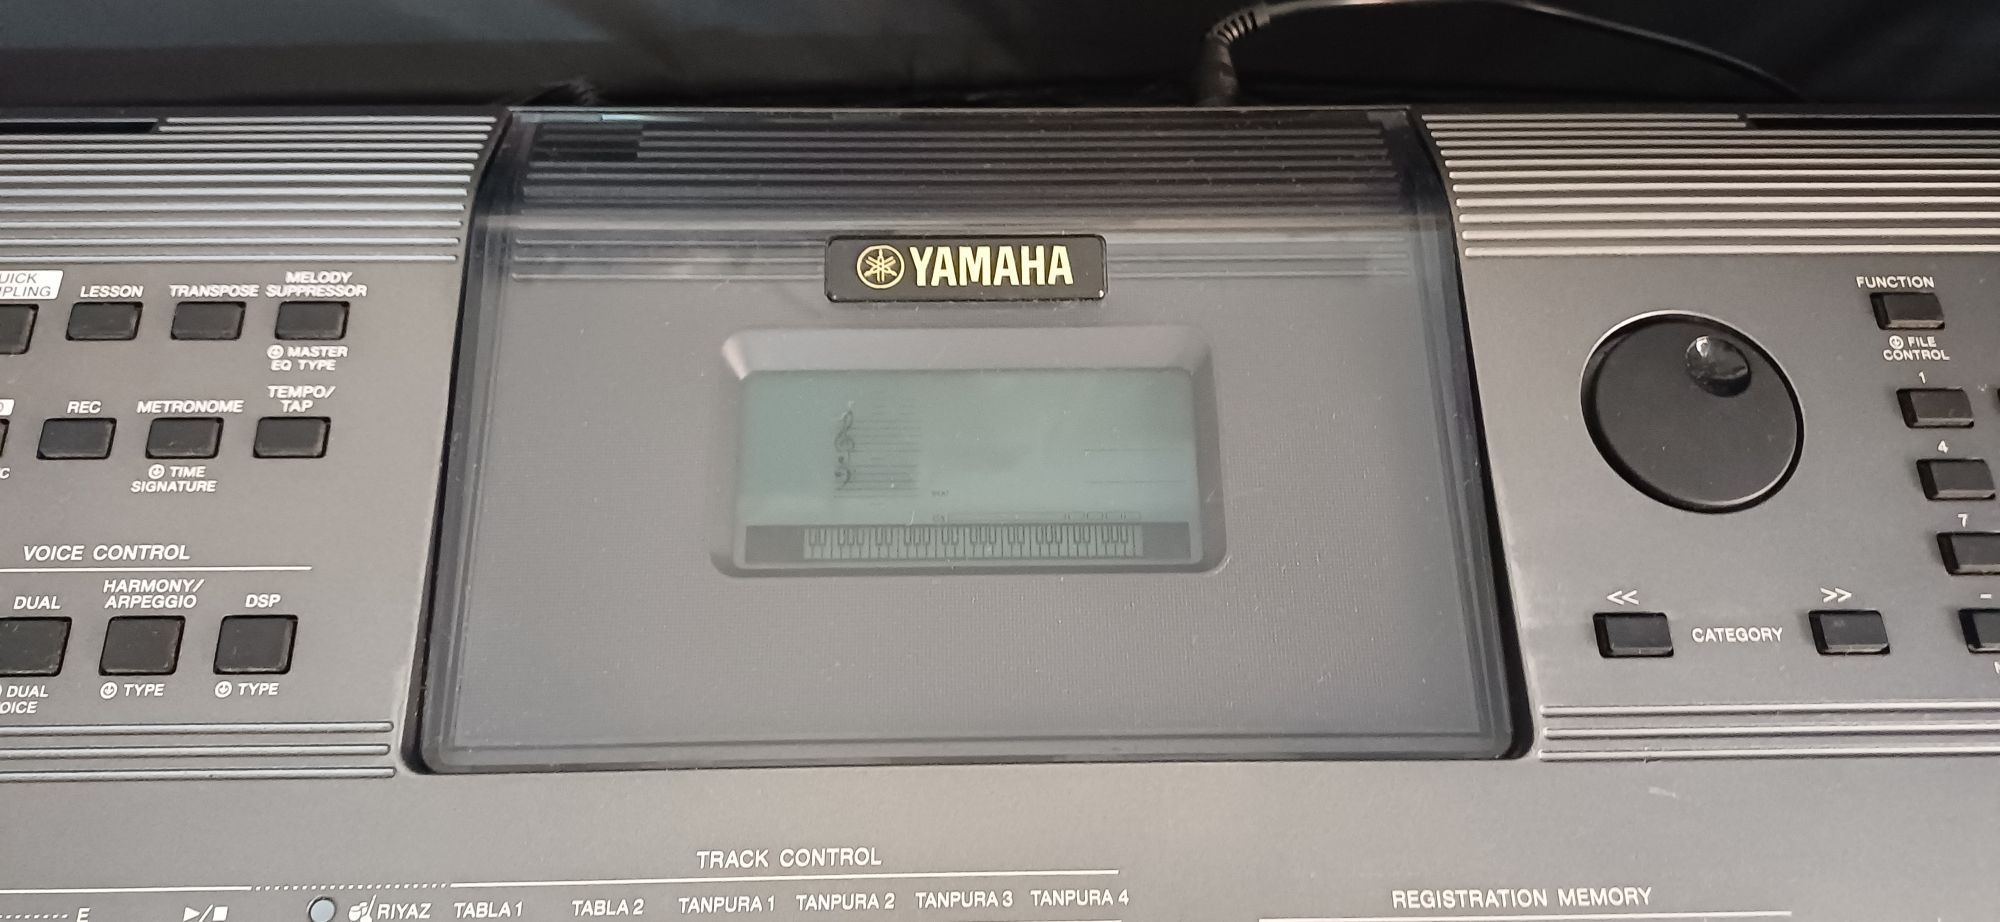 YAMAHA
LESSON
TRANSPOSE
MELODY
SUPPRESSOR
MASTER
EQ TYPE
REC
METRONOME
TEMPO/
TAP
TIME
SIGNATURE
VOICE CONTROL
DUAL
HARMONY/
ARPEGGIO
DSP
DUAL
TYPE
TYPE
FUNCTION
FILE
CONTROL
1
4
7
-
<<
CATEGORY
>>
TRACK CONTROL
E
RIYAZ
TABLA 1
TABLA 2
TANPURA 1
TANPURA 2
TANPURA 3
TANPURA 4
REGISTRATION MEMORY